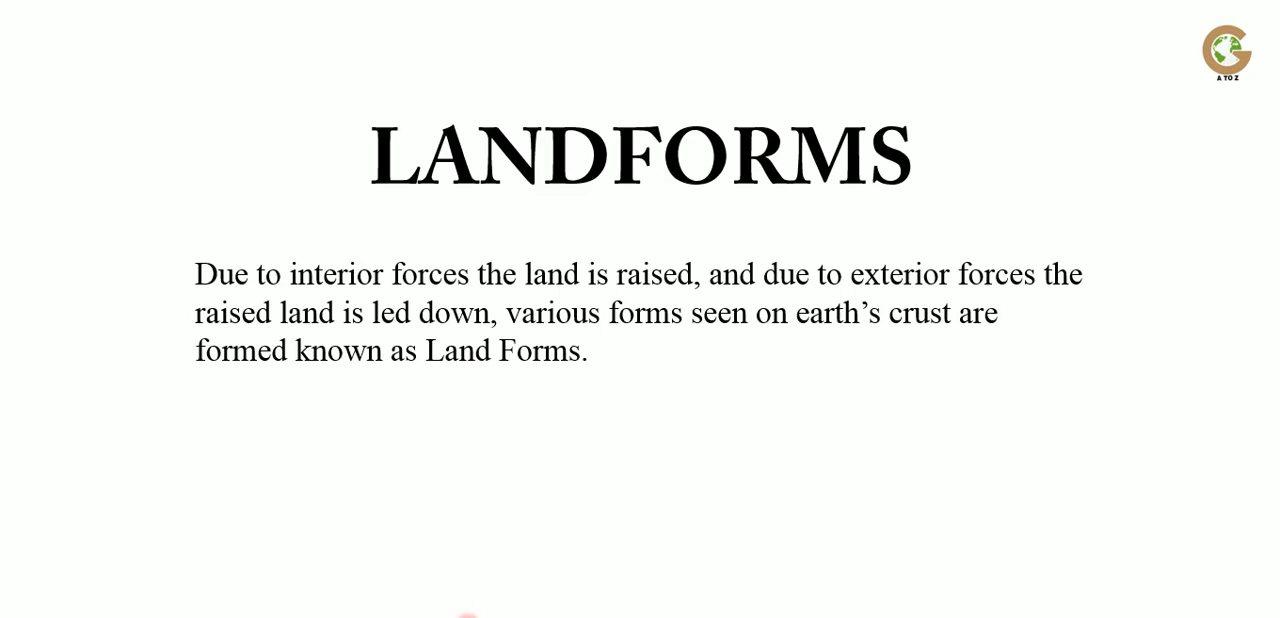 A TO Z
LANDFORMS
Due to interior forces the land is raised, and due to exterior forces the
raised land is led down, various forms seen on earth’s crust are
formed known as Land Forms.